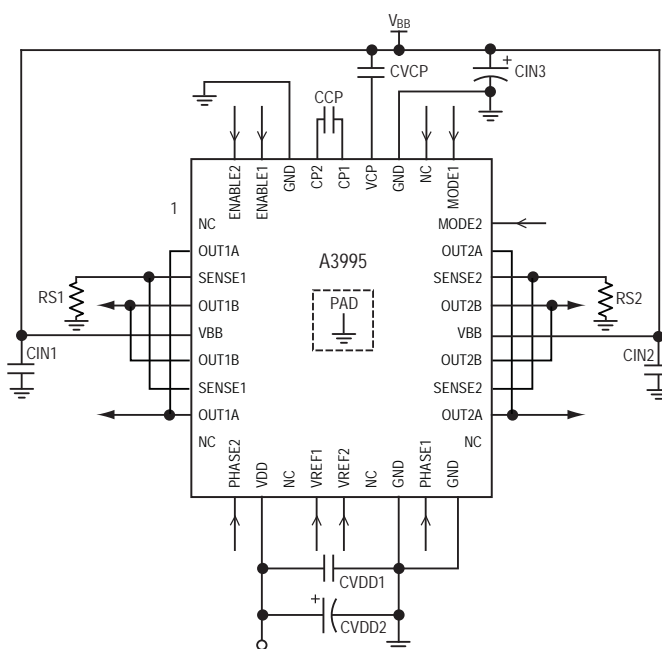 VBB
CVCP
CIN3
+
CCP
ENABLE2
ENABLE1
GND
CP2
CP1
VCP
GND
NC
MODE1
1
NC
MODE2
OUT1A
OUT2A
SENSE1
A3995
SENSE2
RS1
OUT1B
PAD
OUT2B
RS2
VBB
VBB
CIN1
OUT1B
OUT2B
CIN2
SENSE1
SENSE2
OUT1A
OUT2A
NC
NC
PHASE2
VDD
NC
VREF1
VREF2
NC
GND
PHASE1
GND
CVDD1
+
CVDD2